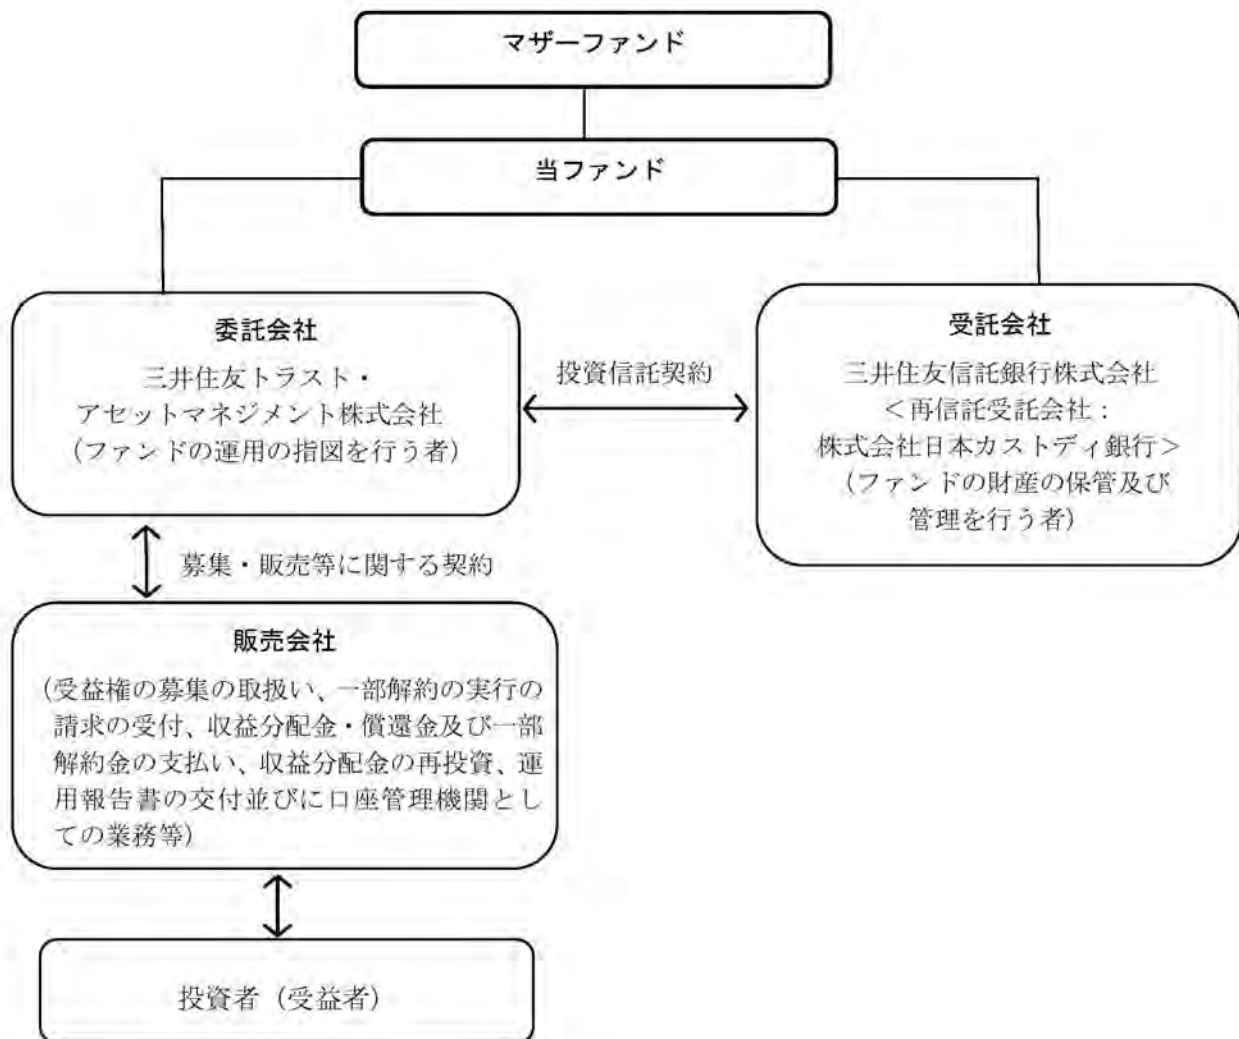 マザーファンド
当ファンド
委託会社
三井住友トラスト・
アセットマネジメント株式会社
（ファンドの運用の指図を行う者）
投資信託契約
受託会社
三井住友信託銀行株式会社
＜再信託受託会社：
株式会社日本カストディ銀行＞
（ファンドの財産の保管及び
管理を行う者）
募集・販売等に関する契約
販売会社
（受益権の募集の取扱い、一部解約の実行の
請求の受付、収益分配金・償還金及び一部
解約金の支払い、収益分配金の再投資、運
用報告書の交付並びに口座管理機関とし
ての業務等）
投資者（受益者）